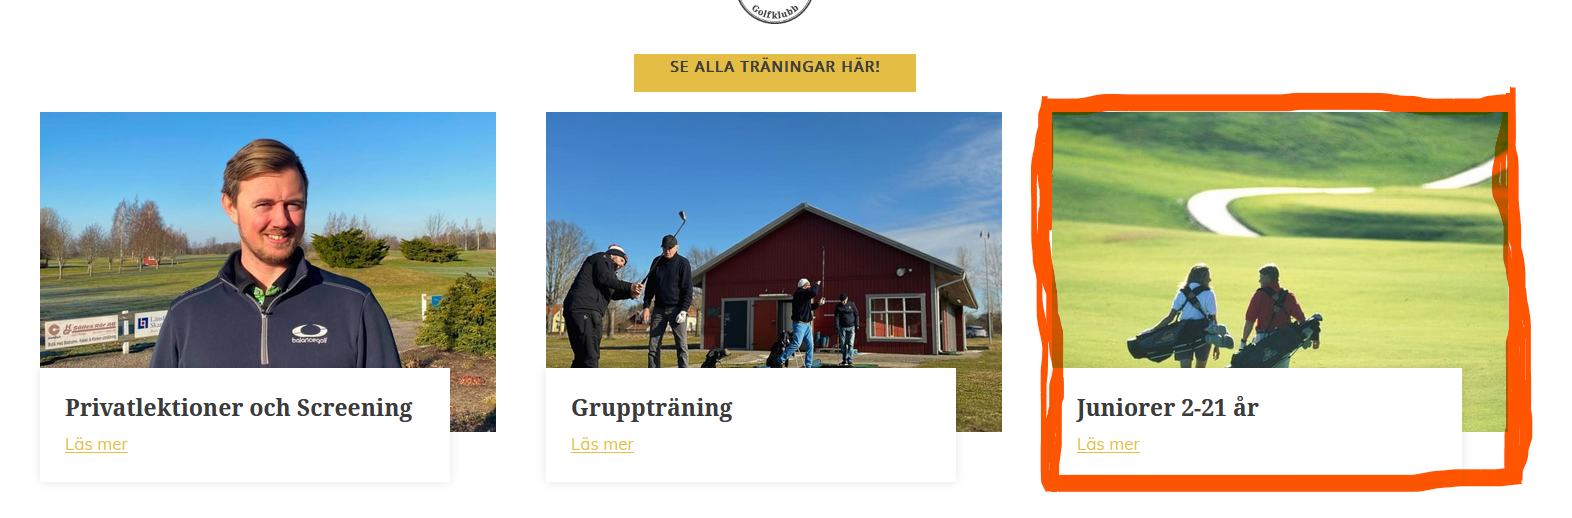 Golfklubb
SE ALLA TRÄNINGAR HÄR!
balancegolf
Privatlektioner och Screening
Läs mer
Gruppträning
Läs mer
Juniorer 2-21 år
Läs mer